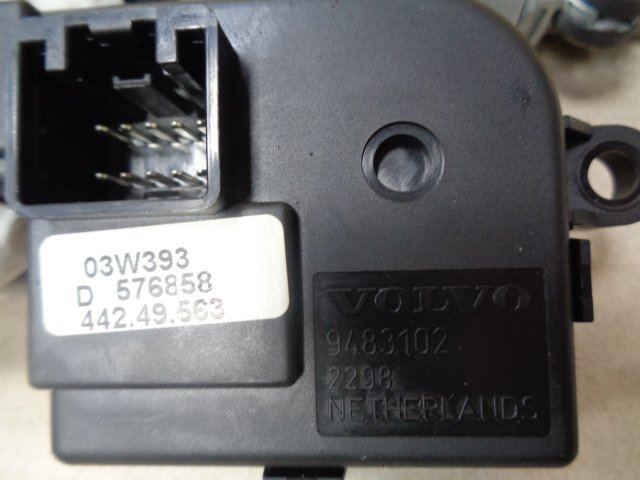 03W393
D 576858
442.49.563
VOLVO
9483102
2298
NETHERLANDS